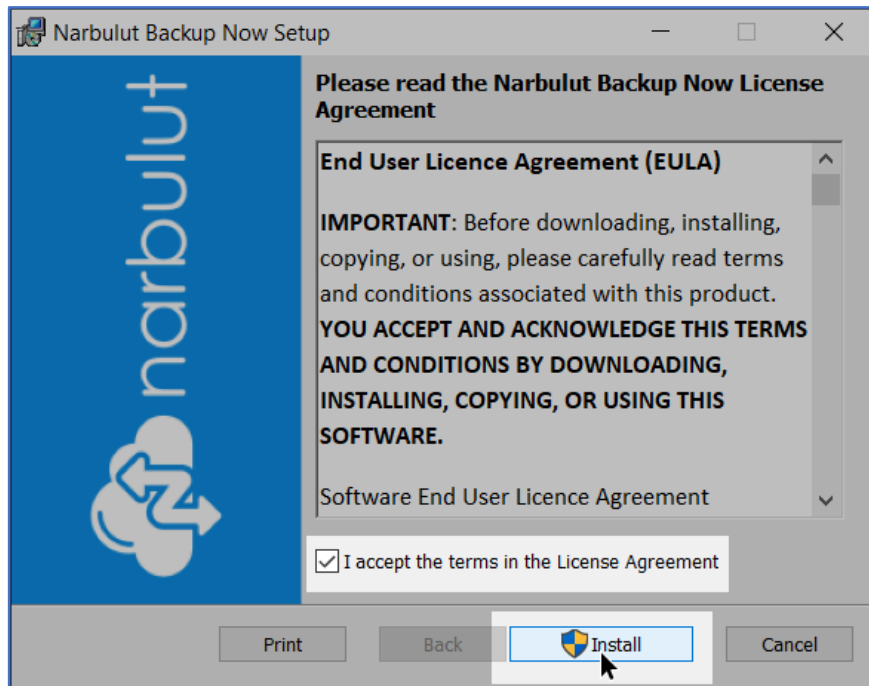 Narbulut Backup Now Setup
narbulut
Please read the Narbulut Backup Now License
Agreement
End User Licence Agreement (EULA)
IMPORTANT: Before downloading, installing,
copying, or using, please carefully read terms
and conditions associated with this product.
YOU ACCEPT AND ACKNOWLEDGE THIS TERMS
AND CONDITIONS BY DOWNLOADING,
INSTALLING, COPYING, OR USING THIS
SOFTWARE.
Software End User Licence Agreement
I accept the terms in the License Agreement
Print Back Install Cancel